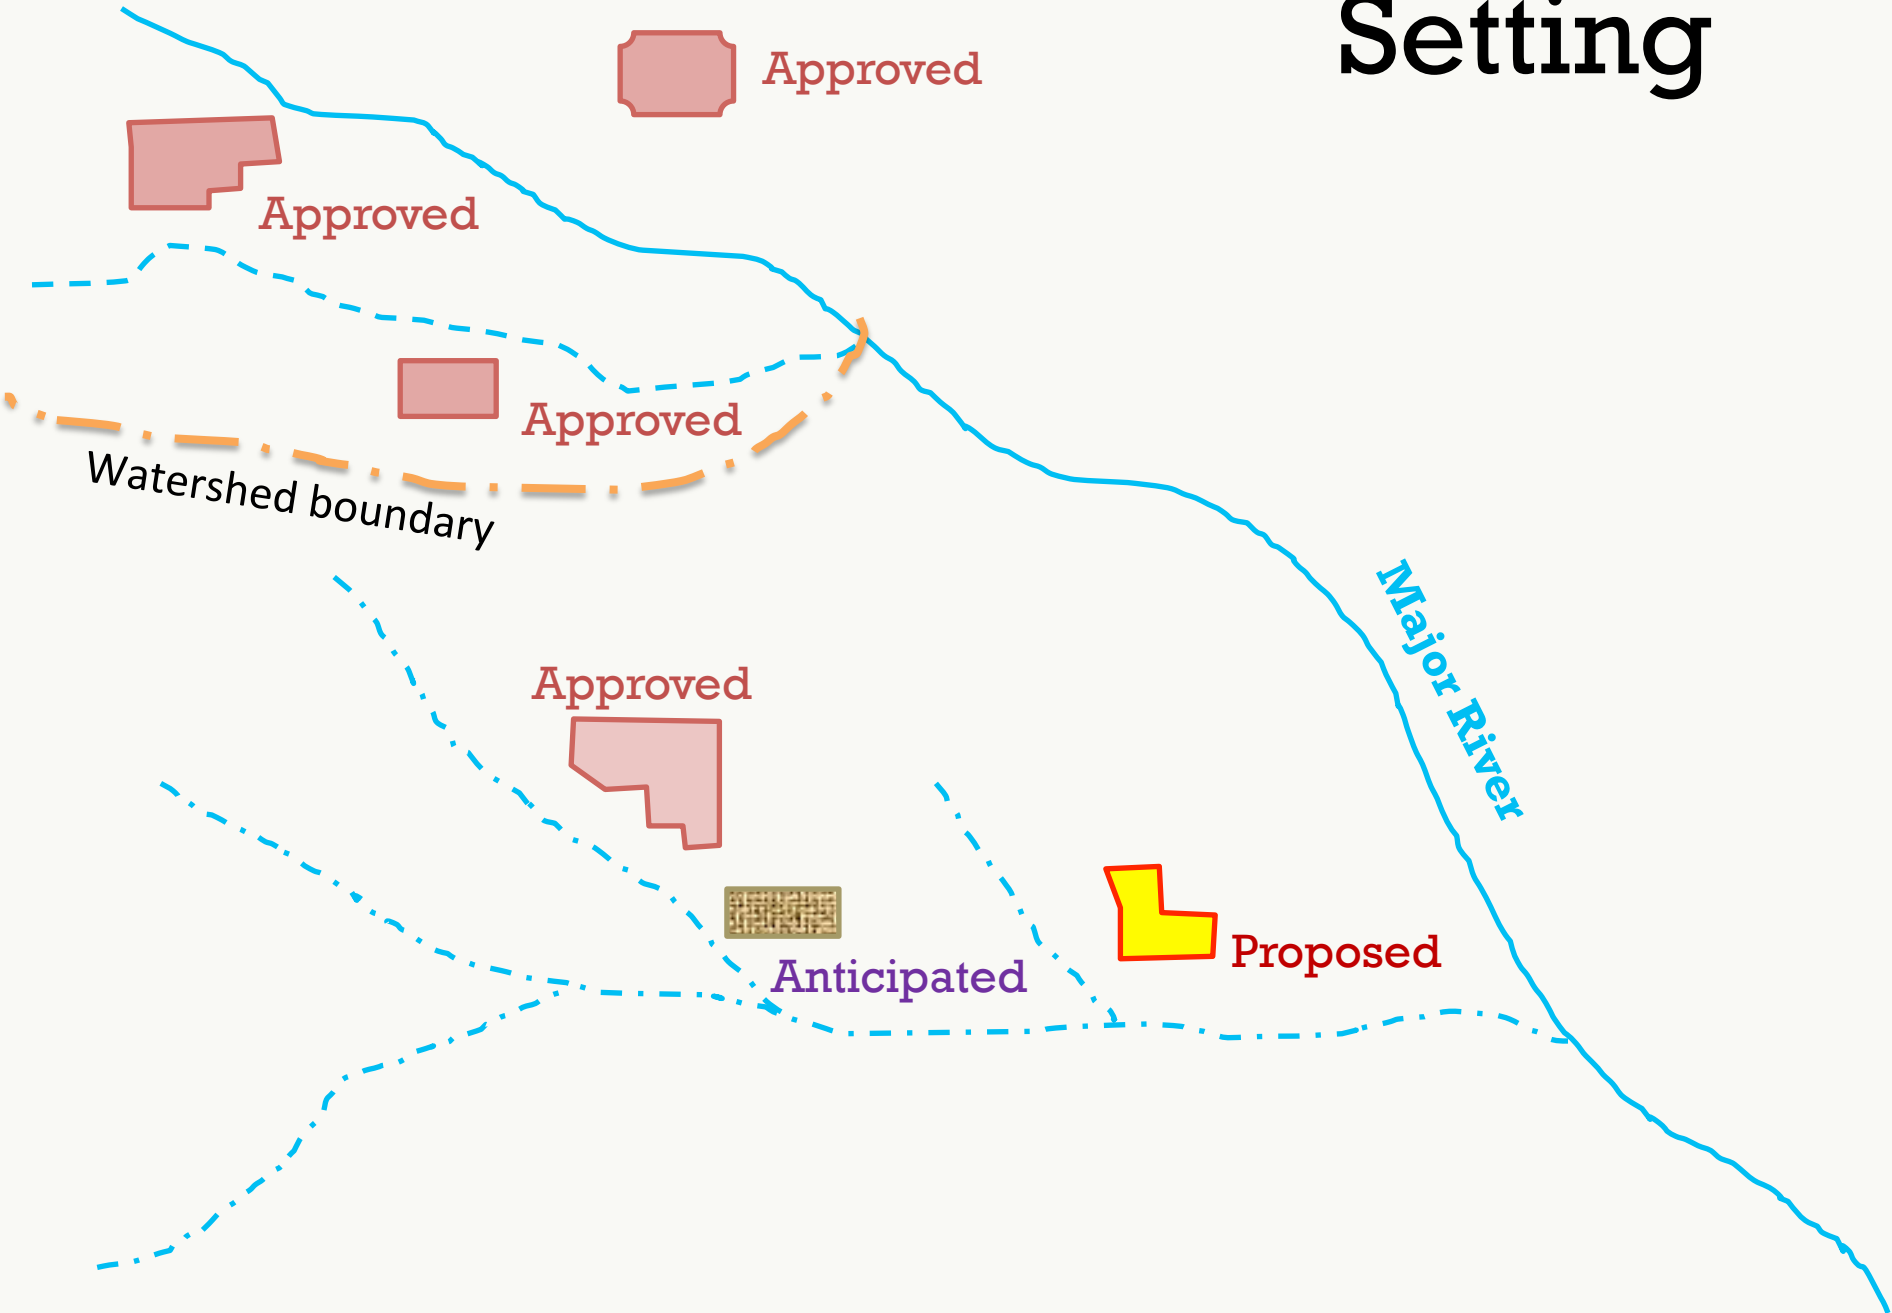 Setting
Approved
Approved
Approved
Watershed boundary
Major River
Approved
Proposed
Anticipated